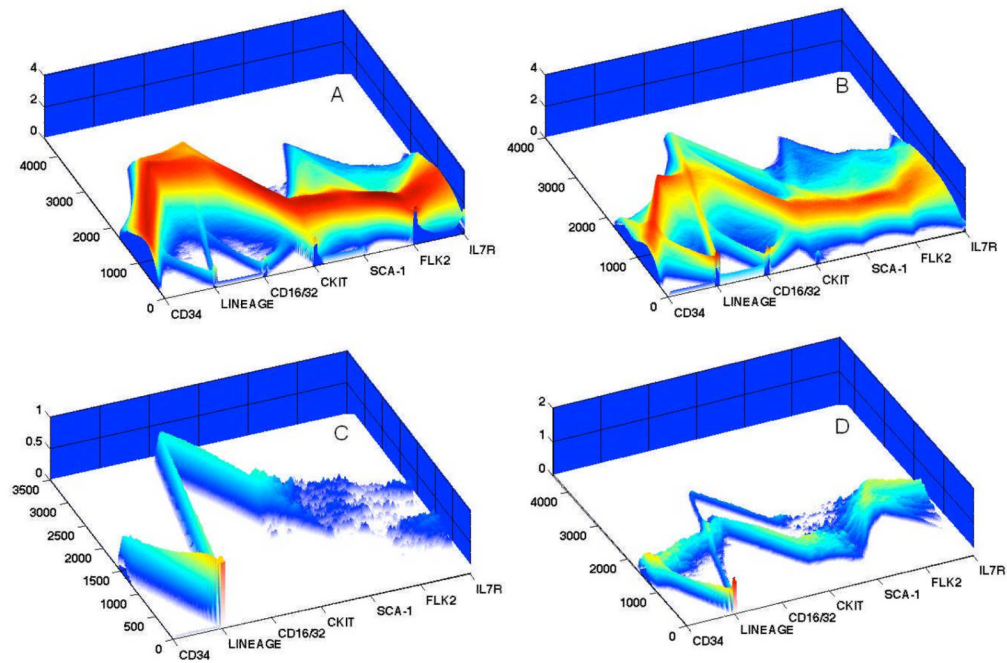 A
4
2
0
4000
3000
2000
1000
0
CD34
LINEAGE
CD16/32
CKIT
SCA-1
FLK2
IL7R
B
4
2
0
4000
3000
2000
1000
0
CD34
LINEAGE
CD16/32
CKIT
SCA-1
FLK2
IL7R
C
1
0.5
0
3500
3000
2500
2000
1500
1000
500
0
CD34
LINEAGE
CD16/32
CKIT
SCA-1
FLK2
IL7R
D
2
1
0
4000
3000
2000
1000
0
CD34
LINEAGE
CD16/32
CKIT
SCA-1
FLK2
IL7R